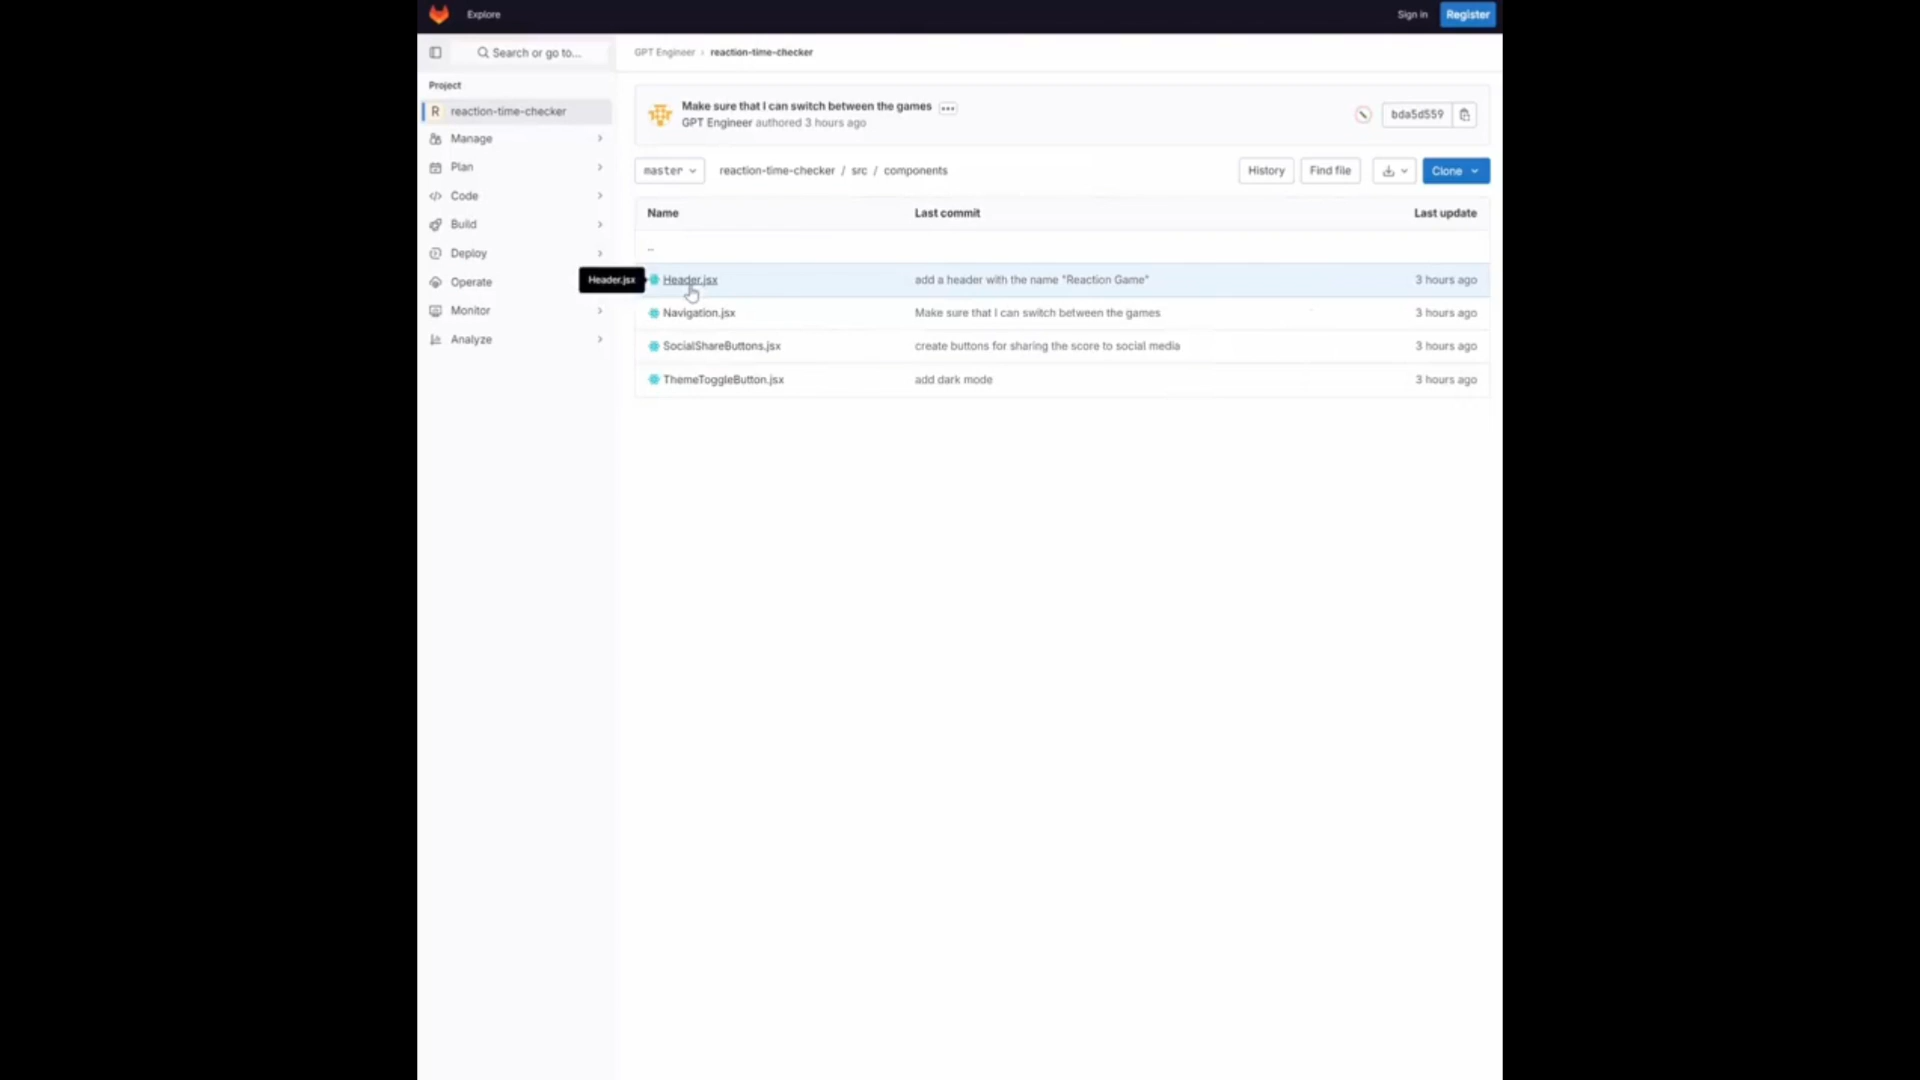 Explore
Sign in
Register
Search or go to...
GPT Engineer › reaction-time-checker
Project
R reaction-time-checker
Manage
Plan
Code
Build
Deploy
Operate
Monitor
Analyze
Make sure that I can switch between the games
GPT Engineer authored 3 hours ago
bda5d559
master
reaction-time-checker / src / components
History
Find file
Clone
Name Last commit Last update
..
Header.jsx
Header.jsx add a header with the name "Reaction Game" 3 hours ago
Navigation.jsx Make sure that I can switch between the games 3 hours ago
SocialShareButtons.jsx create buttons for sharing the score to social media 3 hours ago
ThemeToggleButton.jsx add dark mode 3 hours ago